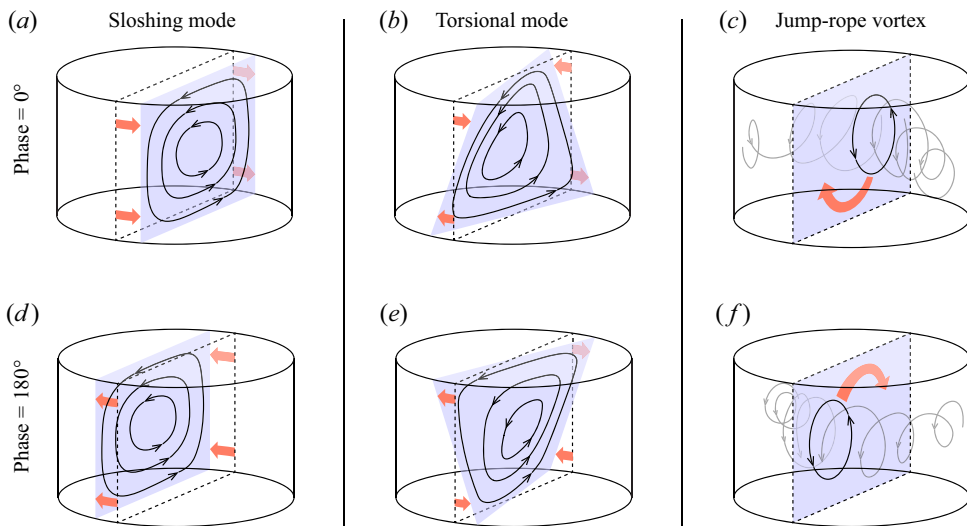 (a) Sloshing mode
(b) Torsional mode
(c) Jump-rope vortex
Phase = 0°
(d)
(e)
(f)
Phase = 180°